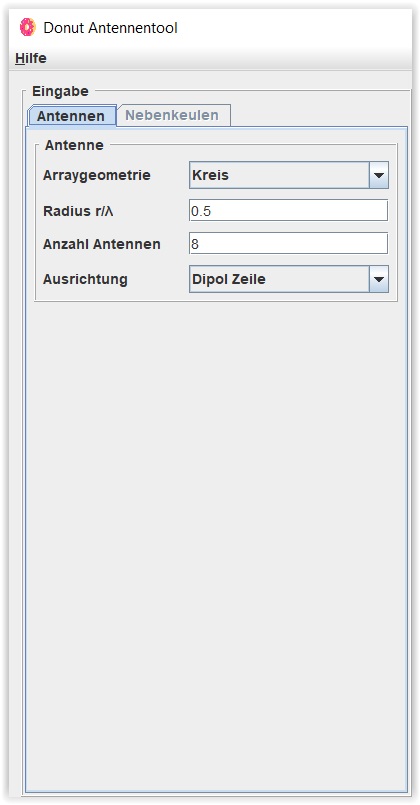 Donut Antennentool
Hilfe
Eingabe
Antennen Nebenkeulen
Antenne
Arraygeometrie Kreis
Radius r/Λ 0.5
Anzahl Antennen 8
Ausrichtung Dipol Zeile